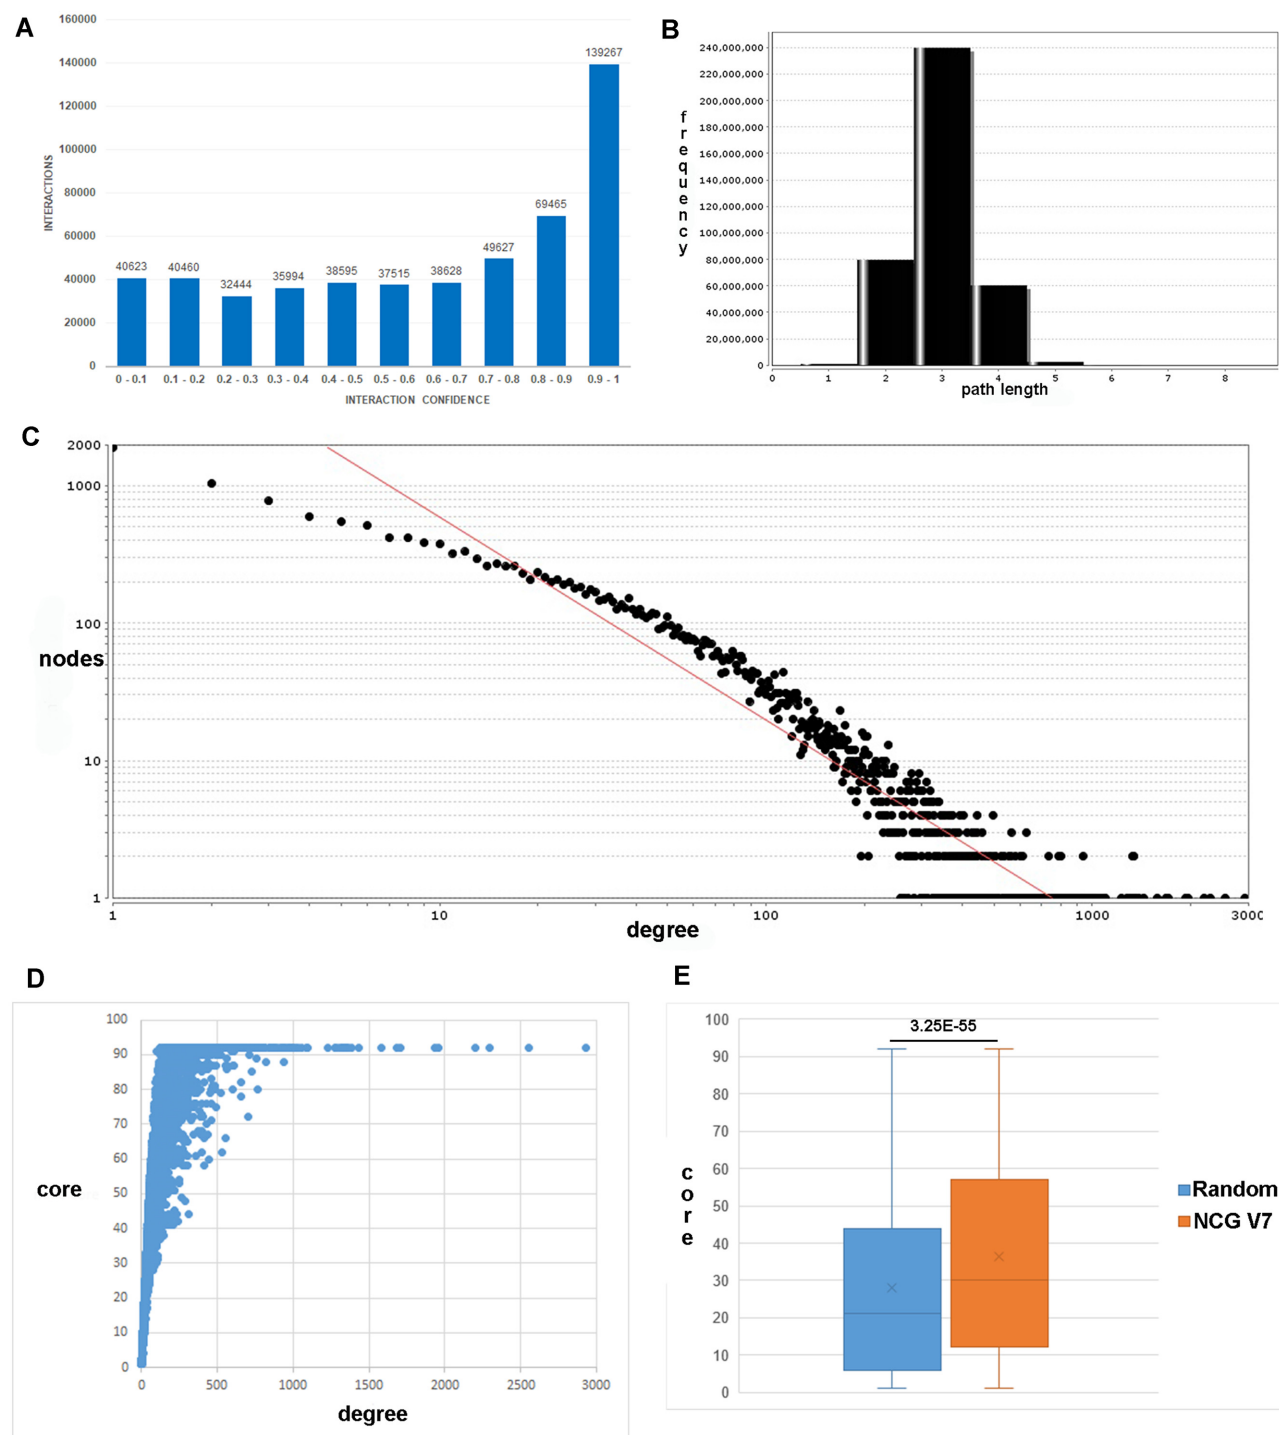 A
160000
140000
120000
100000
80000
60000
40000
20000
0
INTERACTIONS
40623
40460
32444
35994
38595
37515
38628
49627
69465
139267
0 - 0.1
0.1 - 0.2
0.2 - 0.3
0.3 - 0.4
0.4 - 0.5
0.5 - 0.6
0.6 - 0.7
0.7 - 0.8
0.8 - 0.9
0.9 - 1
INTERACTION CONFIDENCE
B
240,000,000
220,000,000
200,000,000
180,000,000
160,000,000
140,000,000
120,000,000
100,000,000
80,000,000
60,000,000
40,000,000
20,000,000
0
frequency
0 1 2 3 4 5 6 7 8
path length
C
2000
1000
100
10
1
nodes
1 10 100 1000 3000
degree
D
100
90
80
70
60
50
40
30
20
10
0
core
0 500 1000 1500 2000 2500 3000
degree
E
3.25E-55
100
90
80
70
60
50
40
30
20
10
0
core
Random
NCG V7